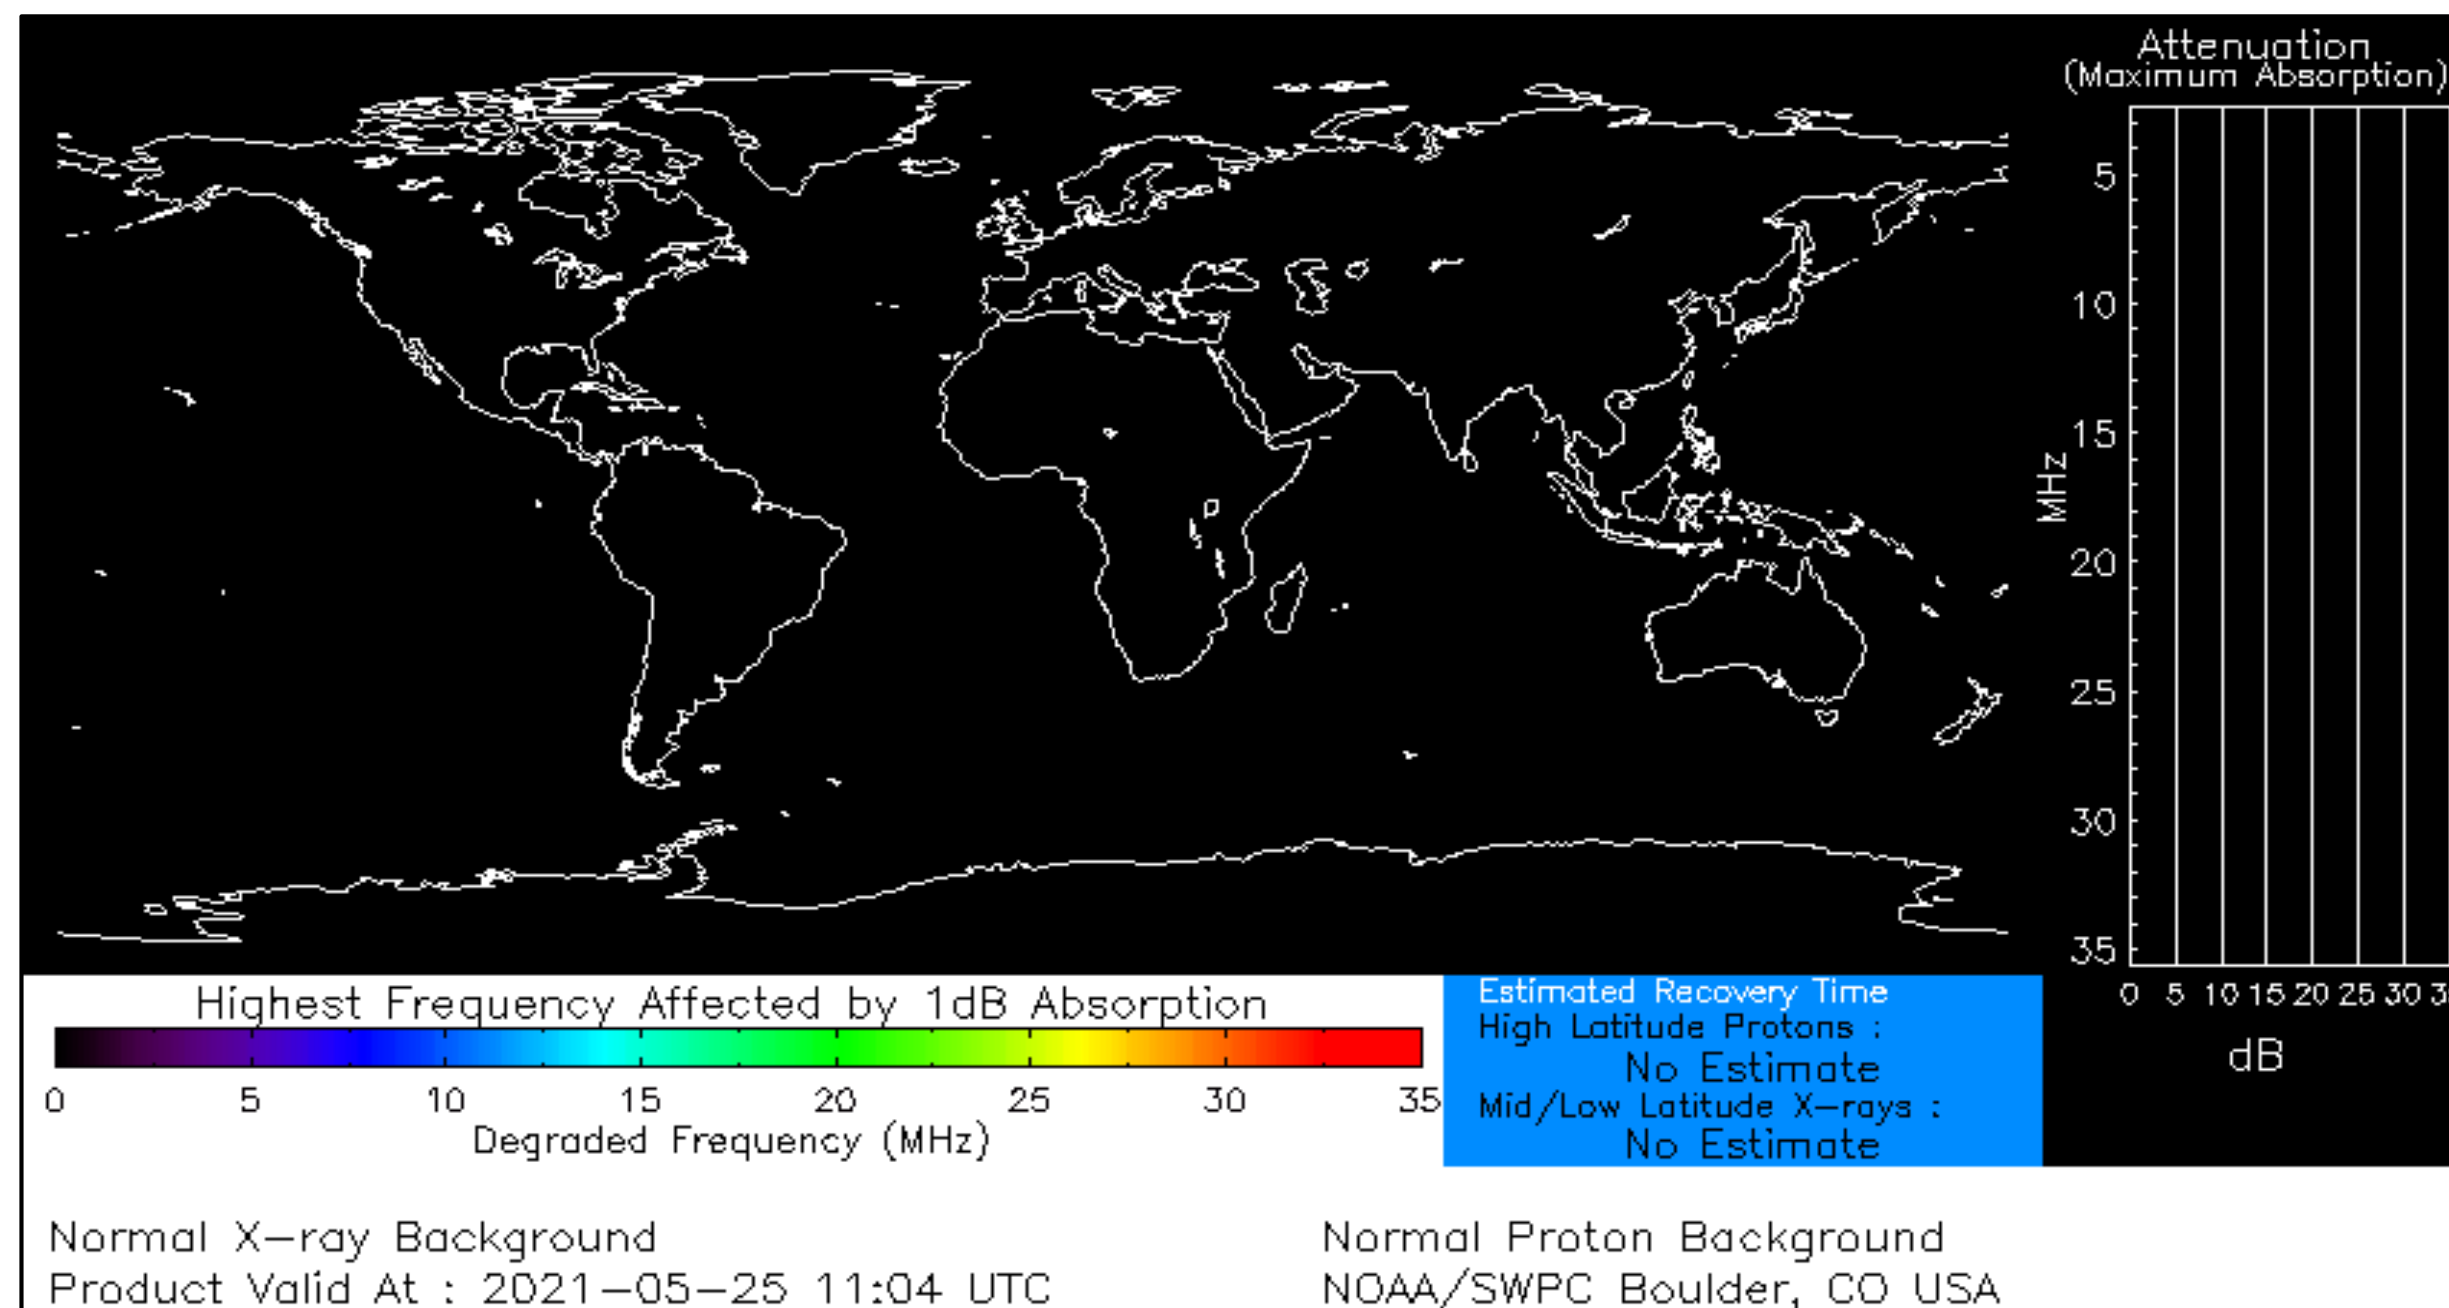 Attenuation
(Maximum Absorption)
5
10
15
MHz
20
25
30
35
0 5 10 15 20 25 30
dB
Highest Frequency Affected by 1dB Absorption
0 5 10 15 20 25 30 35
Degraded Frequency (MHz)
Estimated Recovery Time
High Latitude Protons :
No Estimate
Mid/Low Latitude X-rays :
No Estimate
Normal X-ray Background
Normal Proton Background
Product Valid At : 2021-05-25 11:04 UTC
NOAA/SWPC Boulder, CO USA